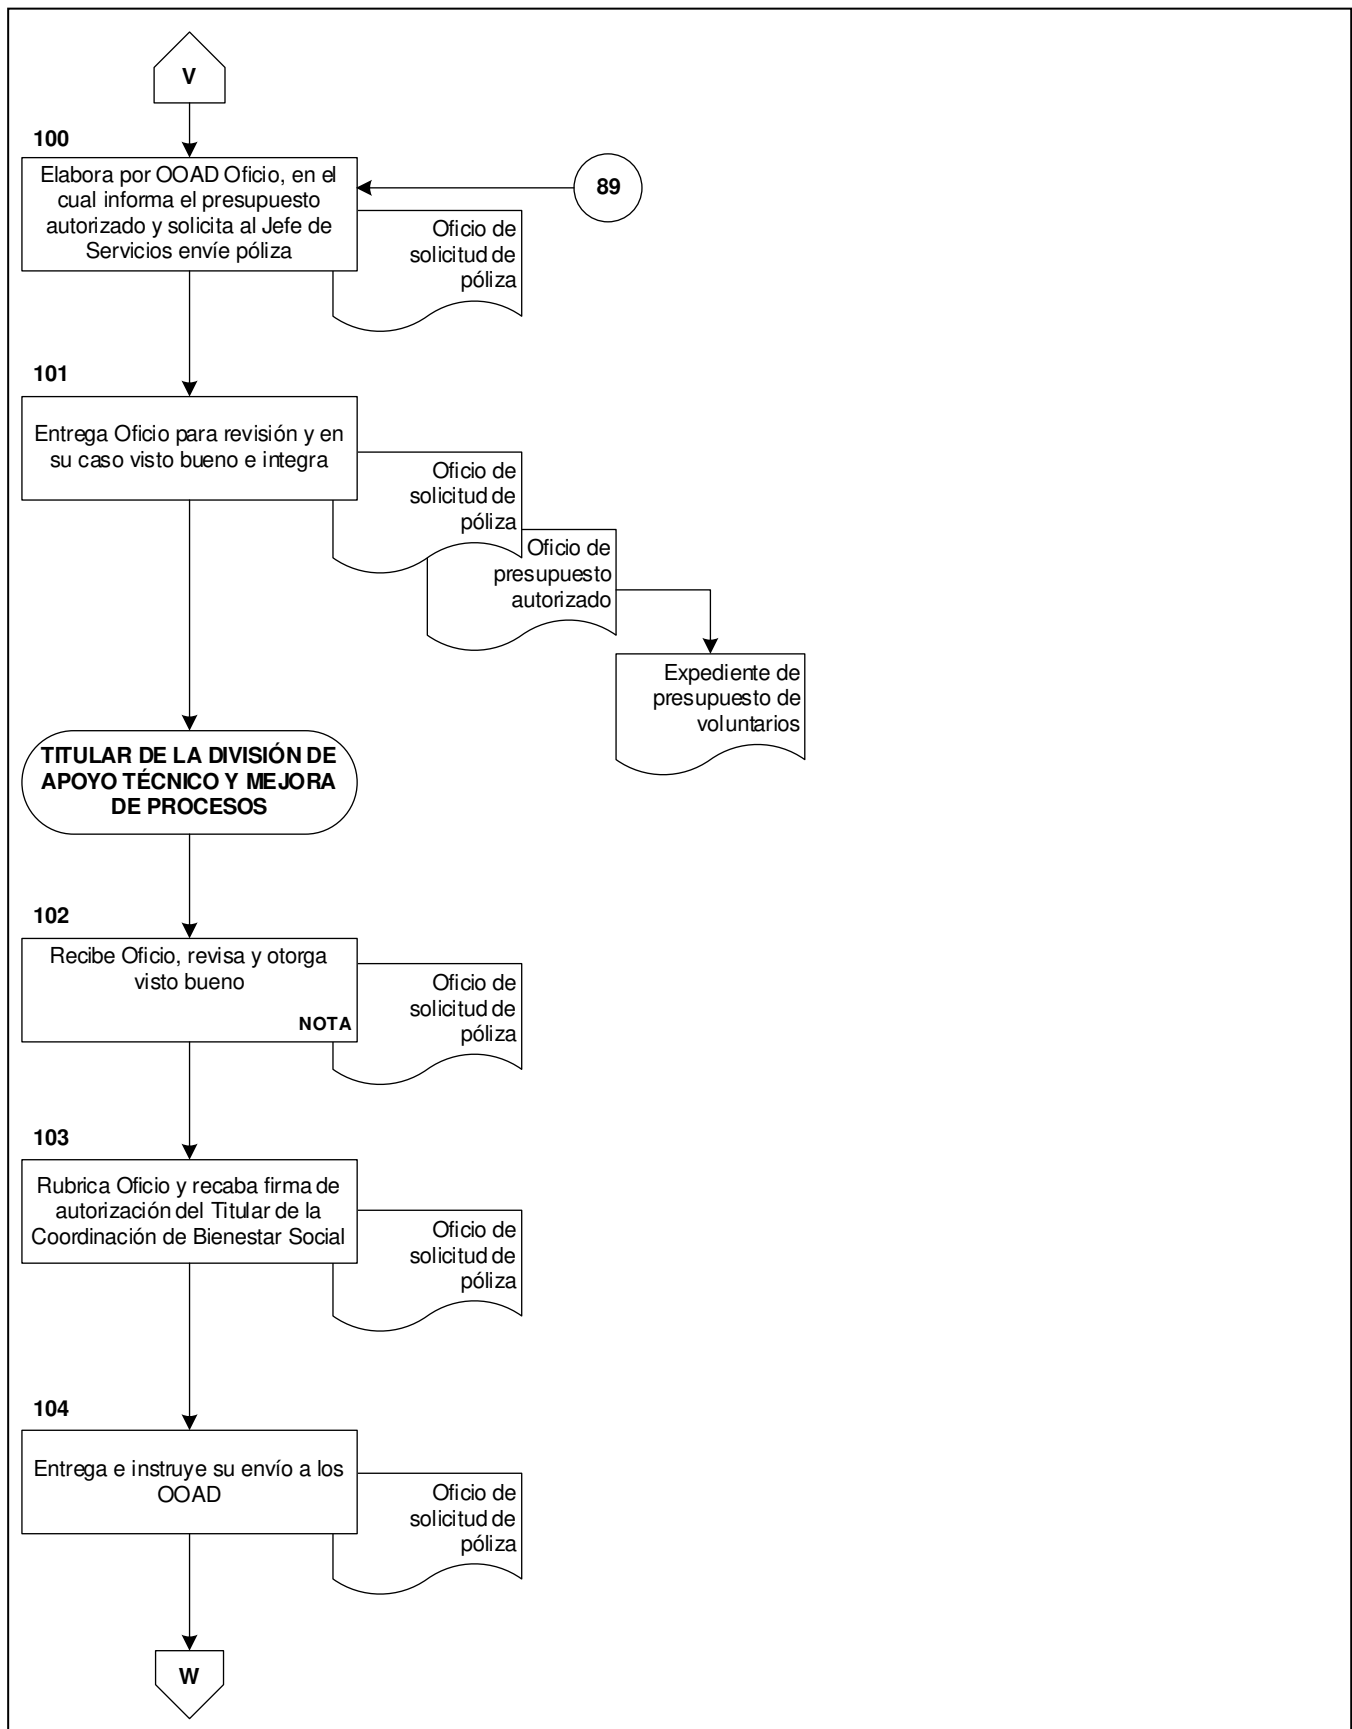 V
100
Elabora por OOAD Oficio, en el
cual informa el presupuesto
autorizado y solicita al Jefe de
Servicios envíe póliza
89
Oficio de
solicitud de
póliza
101
Entrega Oficio para revisión y en
su caso visto bueno e integra
Oficio de
solicitud de
póliza
Oficio de
presupuesto
autorizado
Expediente de
presupuesto de
voluntarios
TITULAR DE LA DIVISIÓN DE
APOYO TÉCNICO Y MEJORA
DE PROCESOS
102
Recibe Oficio, revisa y otorga
visto bueno
NOTA
Oficio de
solicitud de
póliza
103
Rubrica Oficio y recaba firma de
autorización del Titular de la
Coordinación de Bienestar Social
Oficio de
solicitud de
póliza
104
Entrega e instruye su envío a los
OOAD
Oficio de
solicitud de
póliza
W